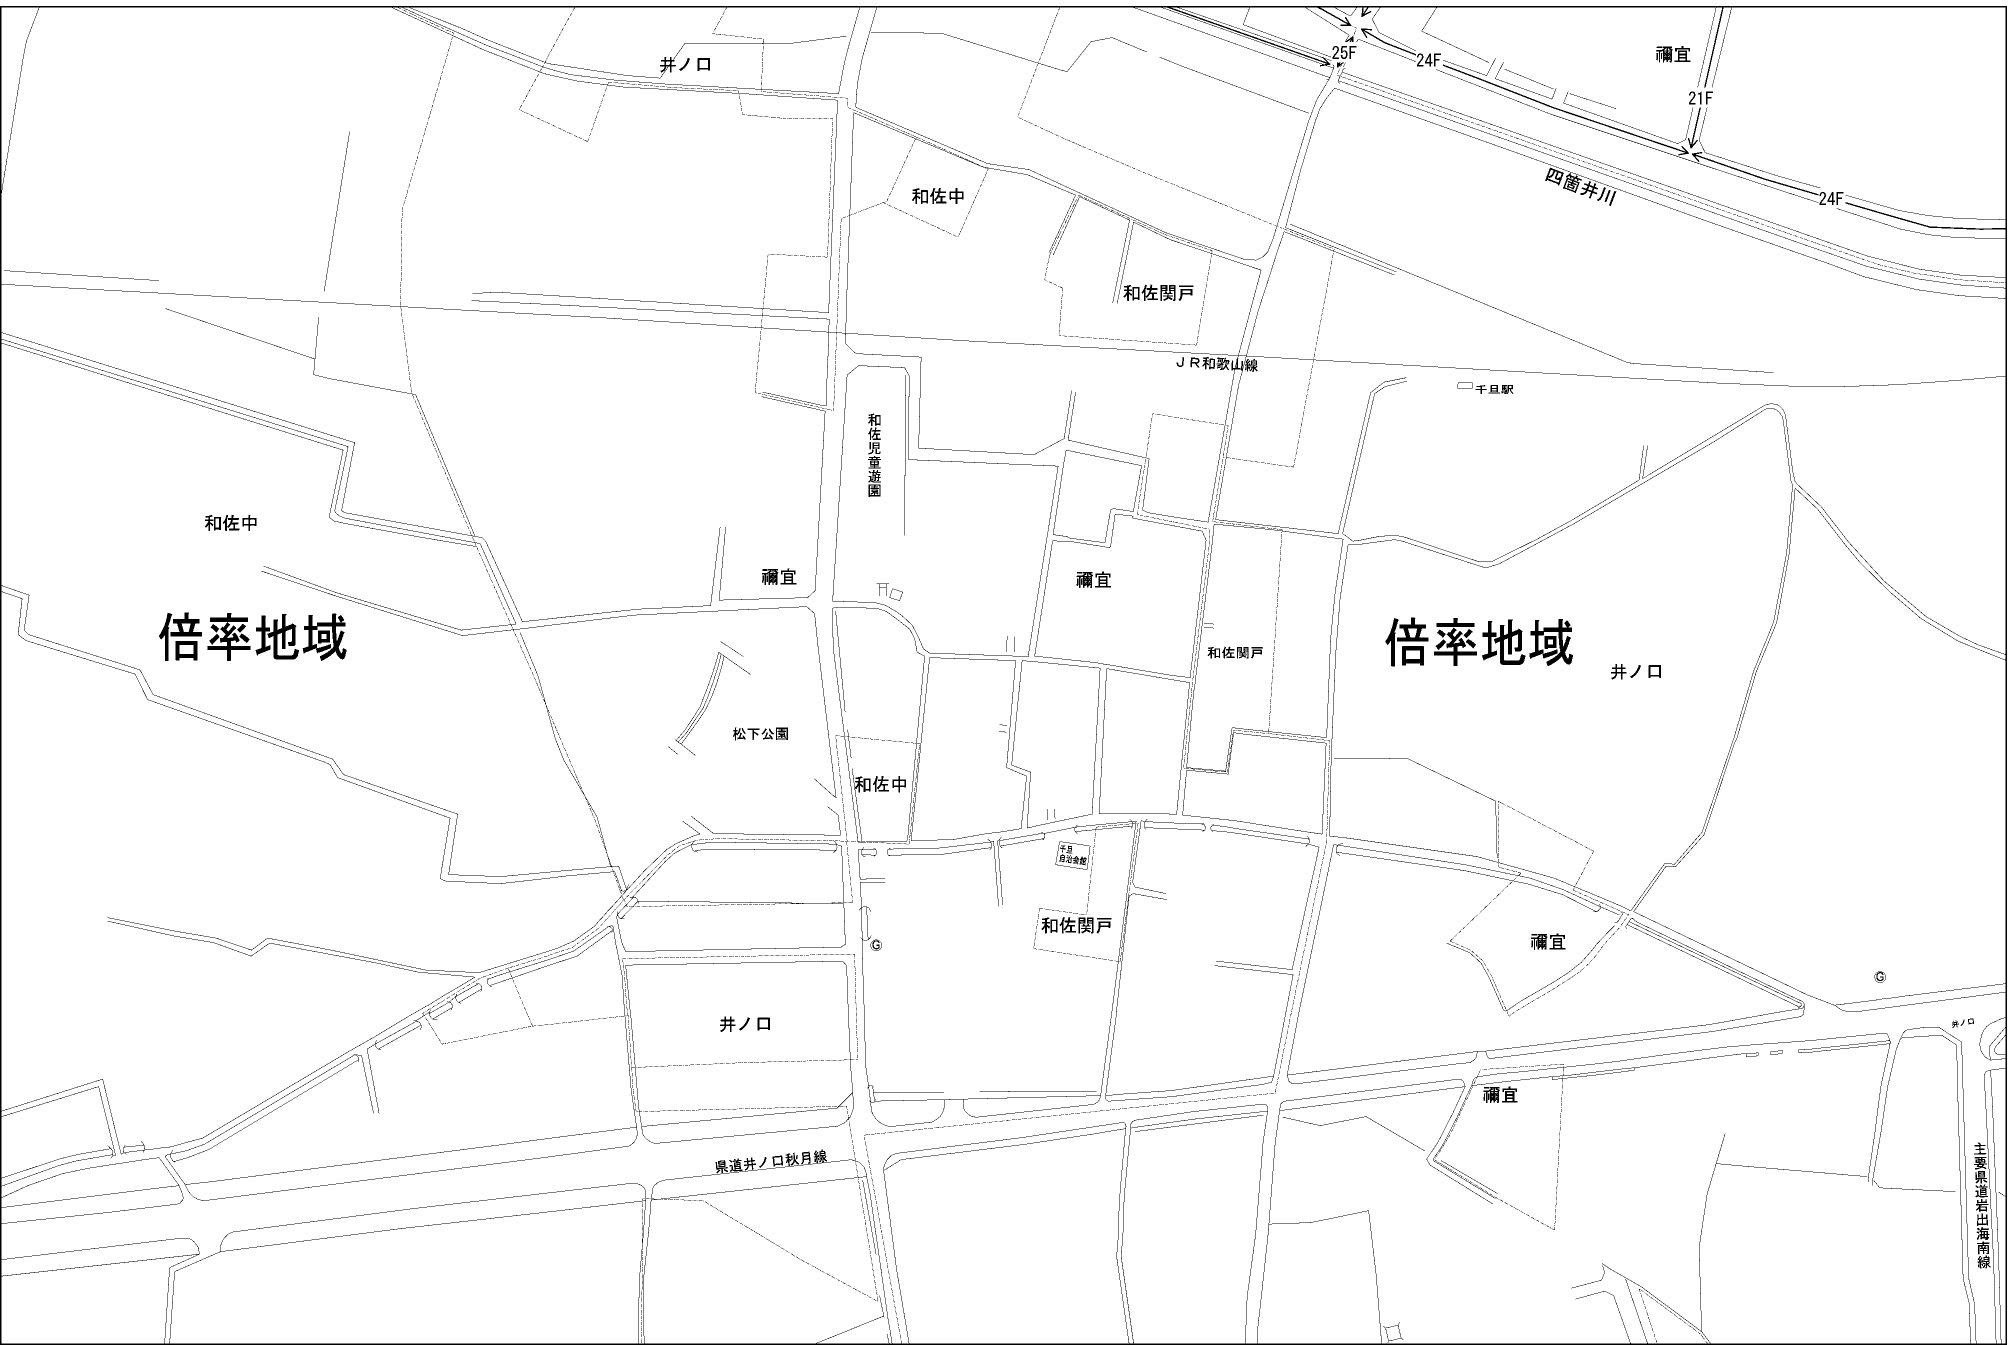 25F
24F
禰宜
井ノ口
21F
四箇井川
和佐中
24F
和佐関戸
ＪＲ和歌山線
千旦駅
和佐児童遊園
和佐中
禰宜
禰宜
倍率地域
倍率地域
和佐関戸
井ノ口
松下公園
和佐中
千旦
自治会館
和佐関戸
禰宜
G
G
井ノ口
井ノ口
禰宜
県道井ノ口秋月線
主要県道岩出海南線